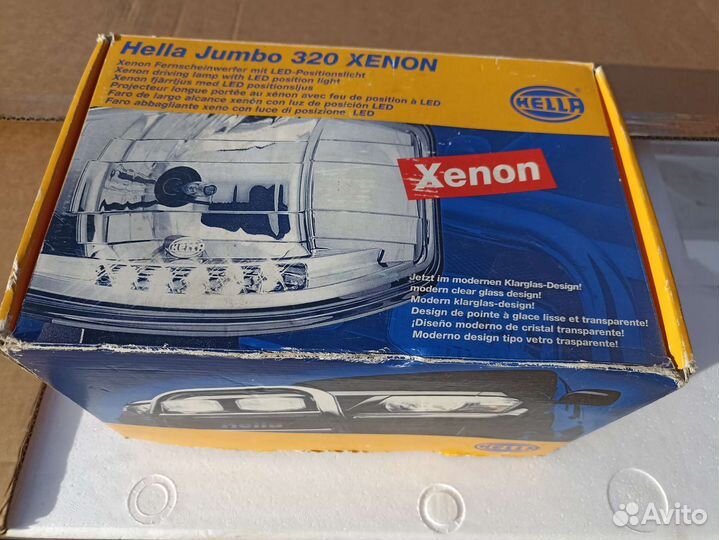 Hella Jumbo 320 XENON
Xenon Fernscheinwerfer mit LED-Positionslicht
Xenon driving lamp with LED position light
Xenon fjärrljus med LED positionsljus
Projecteur longue portée au xénon avec feu de position à LED
Faro de largo alcance xenón con luz de posición LED
Faro abbagliante xeno con luce di posizione LED
HELLA
Xenon
HELLA
Jetzt im modernen Klarglas-Design!
modern clear glass design!
Modern klarglas-design!
Design de pointe à glace lisse et transparente!
¡Diseño moderno de cristal transparente!
Moderno design tipo vetro trasparente!
Hella
HELLA
Avito